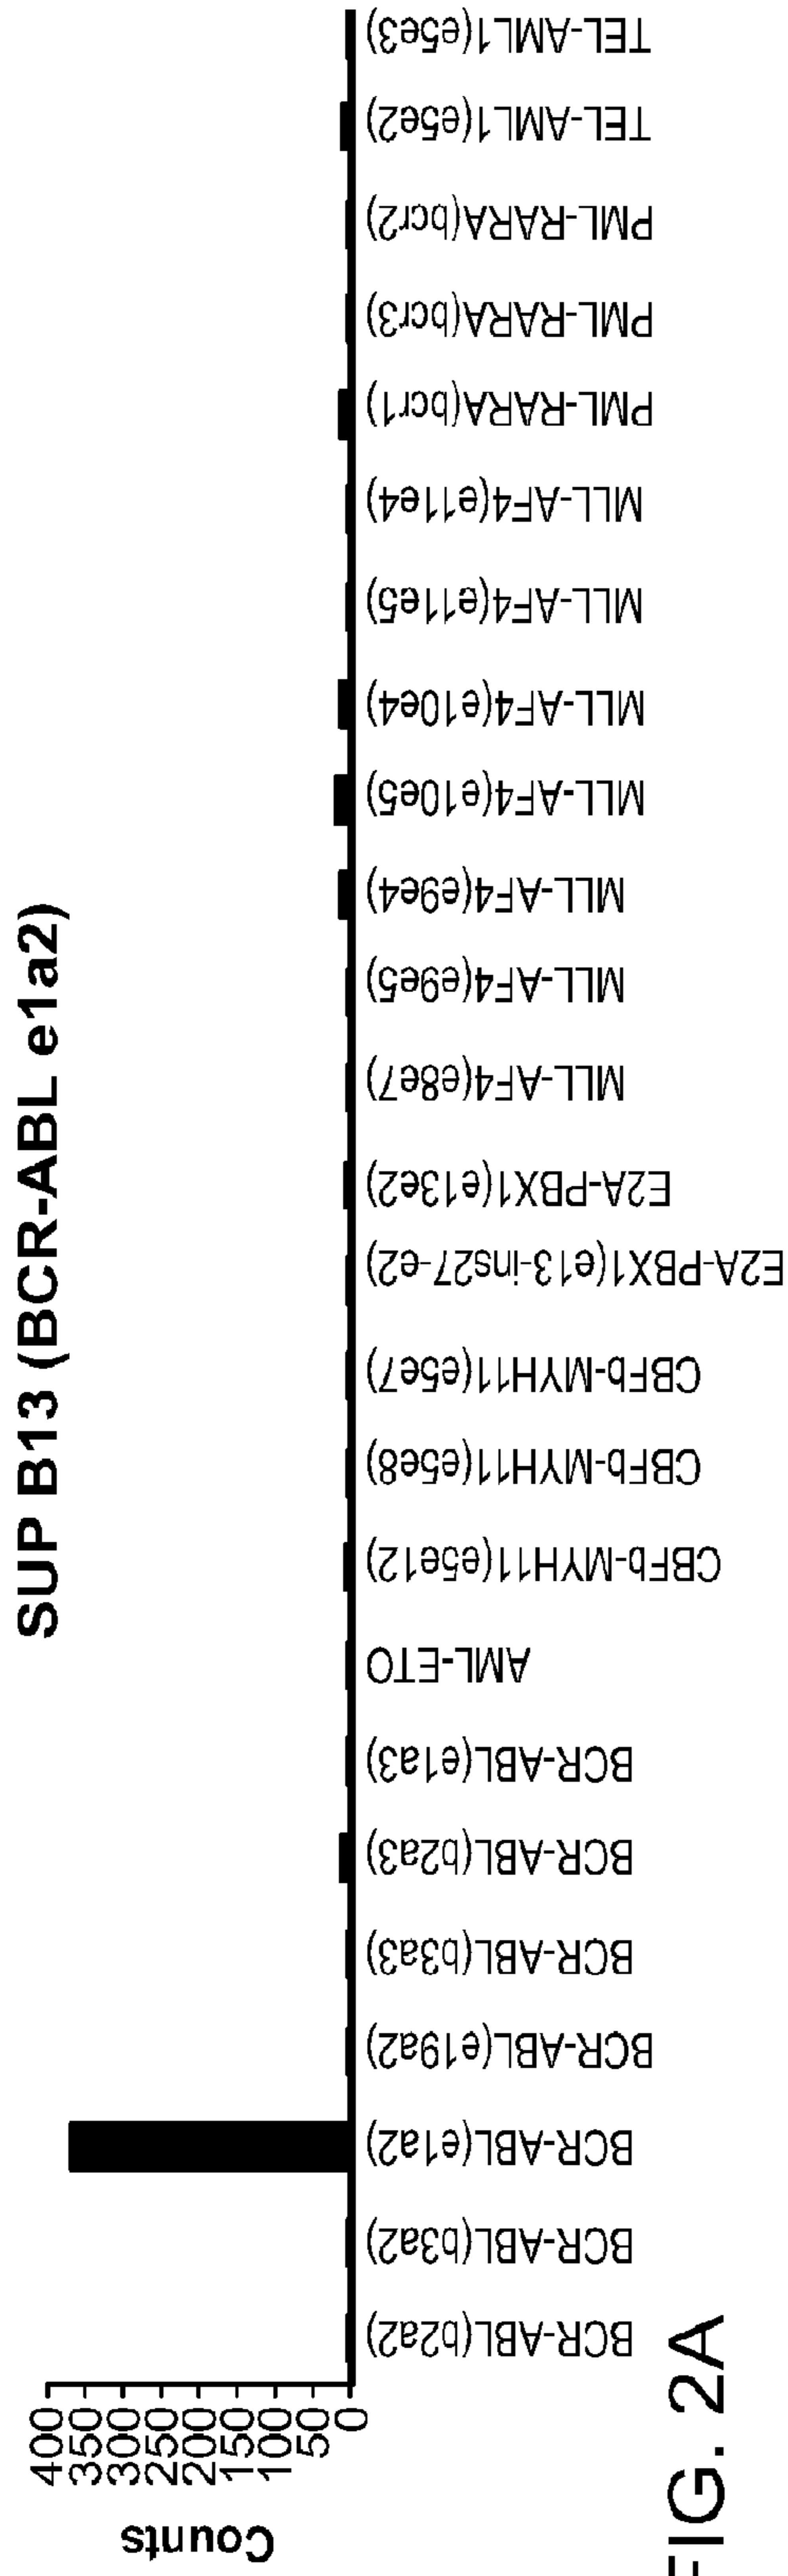 SUP B13 (BCR-ABL e1a2)
Counts
400
350
300
250
200
150
100
50
0
BCR-ABL(b2a2)
BCR-ABL(b3a2)
BCR-ABL(e1a2)
BCR-ABL(e19a2)
BCR-ABL(b3a3)
BCR-ABL(b2a3)
BCR-ABL(e1a3)
AML-ETO
CBFb-MYH11(e5e12)
CBFb-MYH11(e5e8)
CBFb-MYH11(e5e7)
E2A-PBX1(e13-ins27-e2)
E2A-PBX1(e13e2)
MLL-AF4(e8e7)
MLL-AF4(e9e5)
MLL-AF4(e9e4)
MLL-AF4(e10e5)
MLL-AF4(e10e4)
MLL-AF4(e11e5)
MLL-AF4(e11e4)
PML-RARA(bcr1)
PML-RARA(bcr3)
PML-RARA(bcr2)
TEL-AML1(e5e2)
TEL-AML1(e5e3)
FIG. 2A